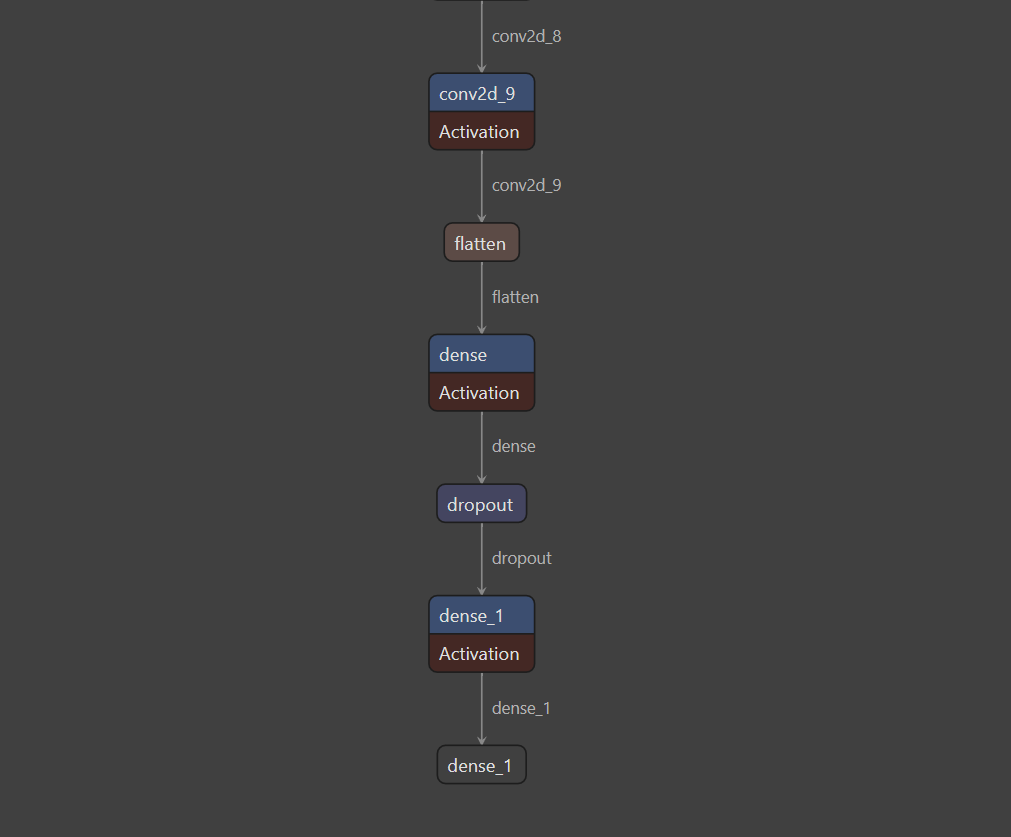 conv2d_8
conv2d_9
Activation
conv2d_9
flatten
flatten
dense
Activation
dense
dropout
dropout
dense_1
Activation
dense_1
dense_1